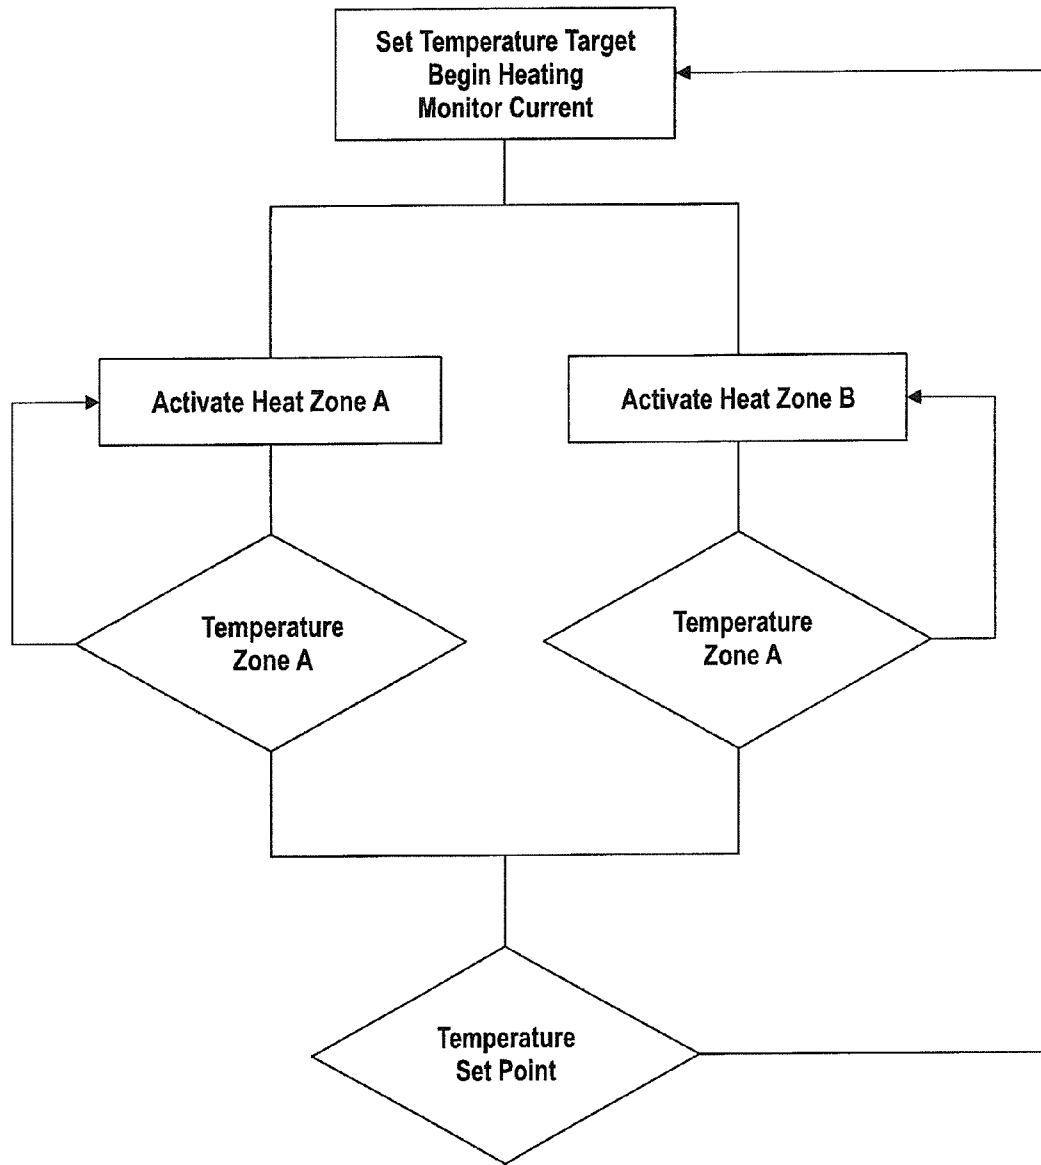 Set Temperature Target
Begin Heating
Monitor Current
Activate Heat Zone A
Activate Heat Zone B
Temperature
Zone A
Temperature
Zone A
Temperature
Set Point